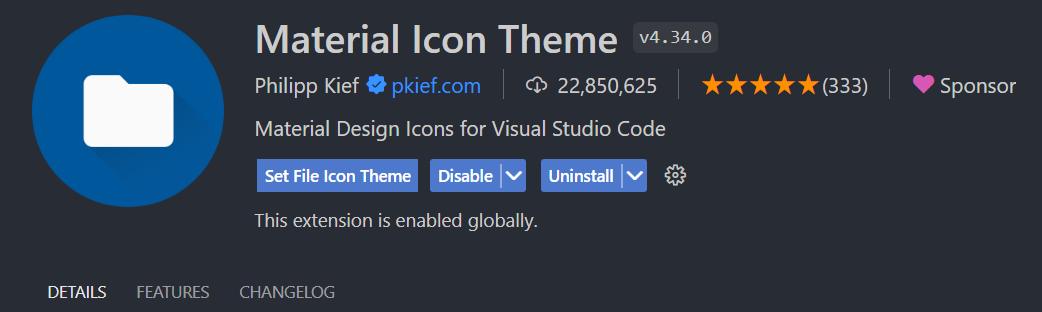 Material Icon Theme v4.34.0
Philipp Kief pkief.com 22,850,625 (333) Sponsor
Material Design Icons for Visual Studio Code
Set File Icon Theme Disable Uninstall
This extension is enabled globally.
DETAILS FEATURES CHANGELOG